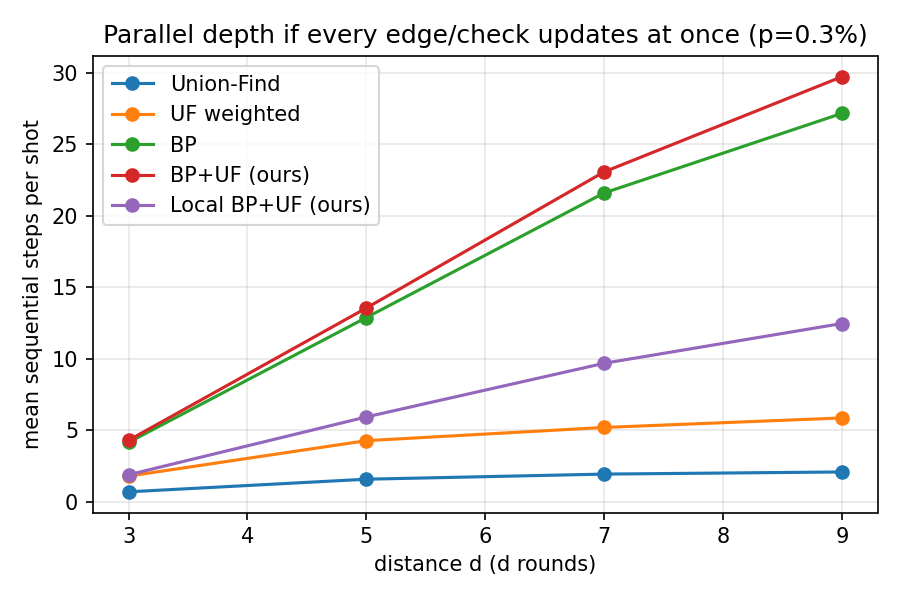 Parallel depth if every edge/check updates at once (p=0.3%)
mean sequential steps per shot
30
25
20
15
10
5
0
Union-Find
UF weighted
BP
BP+UF (ours)
Local BP+UF (ours)
3 4 5 6 7 8 9
distance d (d rounds)